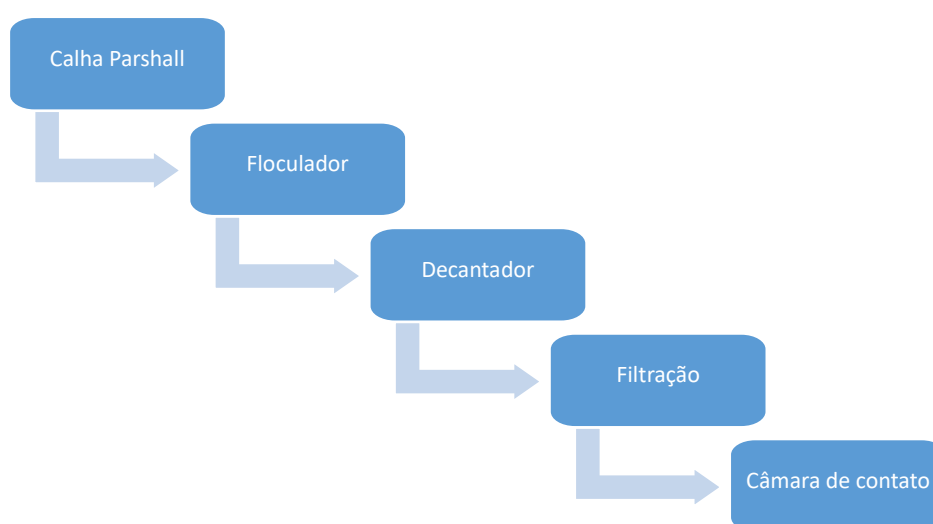 Calha Parshall
Floculador
Decantador
Filtração
Câmara de contato